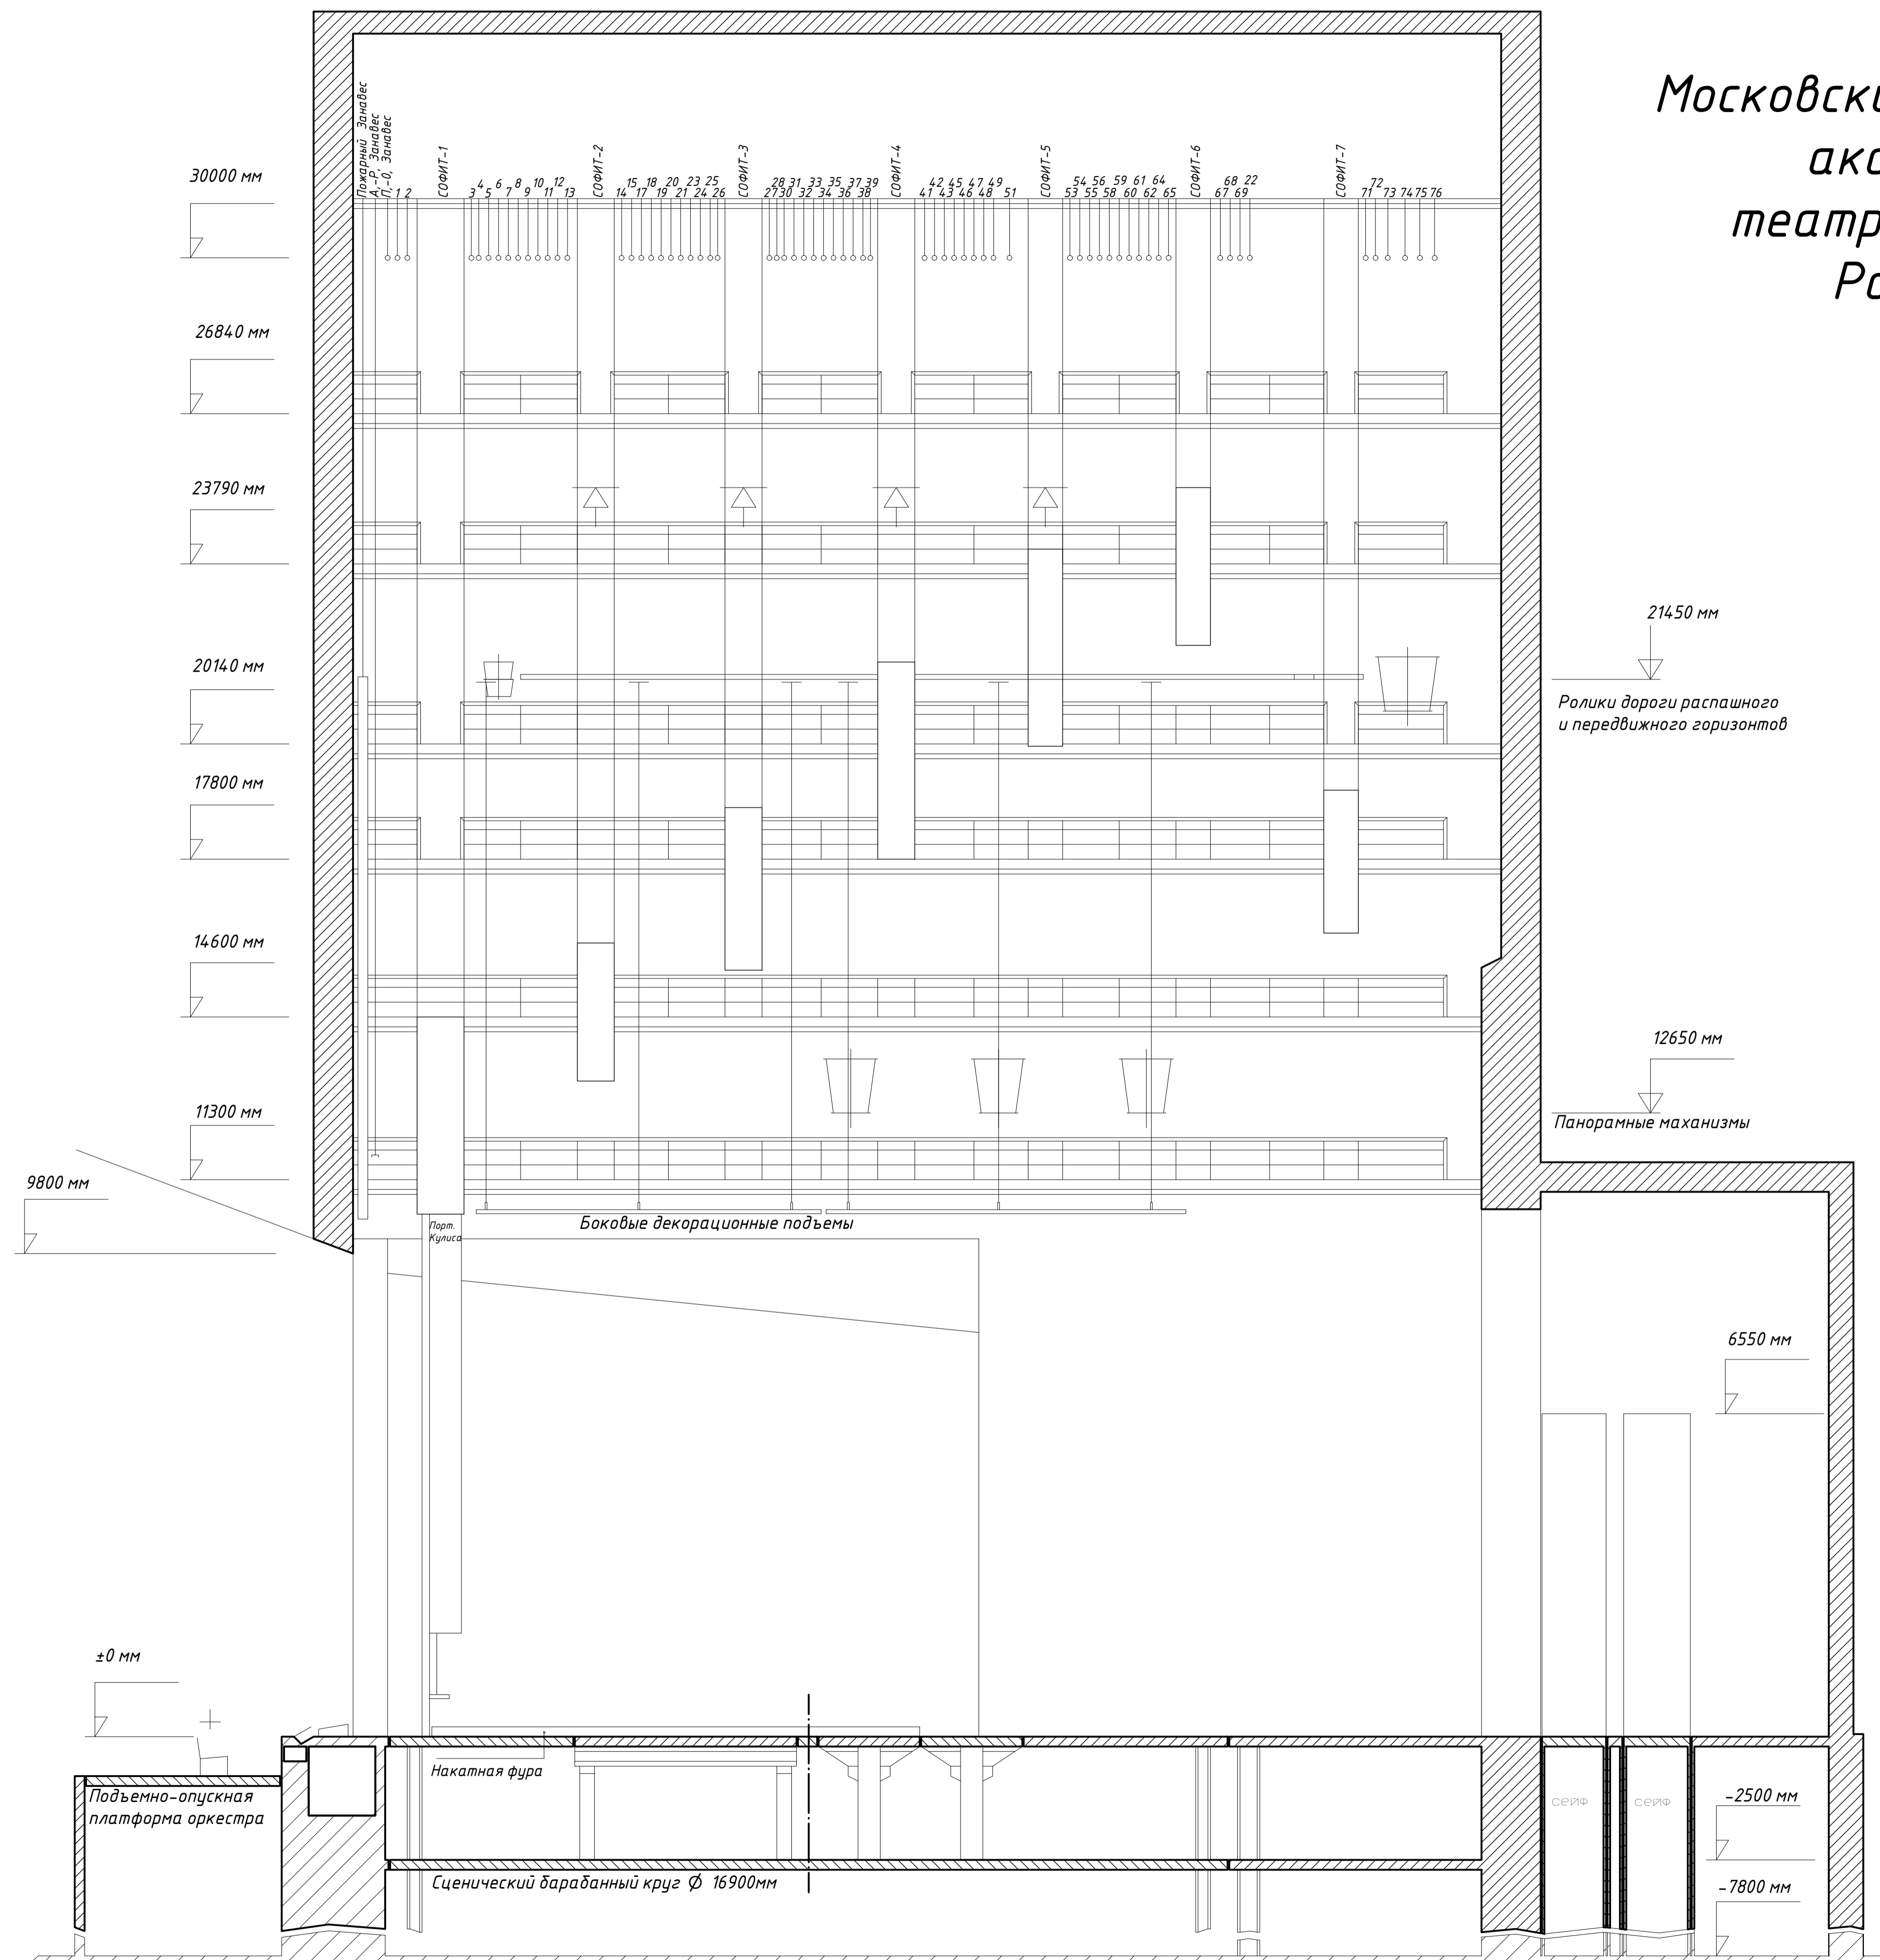 Московски
ака
театр
Ро
Пожарный Занавес
А,-Р, Занавес
П,-О, Занавес
1 2
СОФИТ-1
3 4 5 6 7 8 9 10 11 12 13
СОФИТ-2
14 15 17 18 19 20 21 23 24 25 26
СОФИТ-3
27 28 30 31 32 33 34 35 36 37 38 39
СОФИТ-4
41 42 43 45 46 47 48 49 51
СОФИТ-5
53 54 55 56 58 59 60 61 62 64 65
СОФИТ-6
67 68 69 22
СОФИТ-7
71 72 73 74 75 76
30000 мм
26840 мм
23790 мм
20140 мм
17800 мм
14600 мм
11300 мм
9800 мм
±0 мм
21450 мм
Ролики дороги распашного
и передвижного горизонтов
12650 мм
Панорамные маханизмы
6550 мм
Порт.
Кулиса
Боковые декорационные подъемы
Накатная фура
Подъемно-опускная
платформа оркестра
Сценический барабанный круг Ø 16900мм
сейф
сейф
-2500 мм
-7800 мм